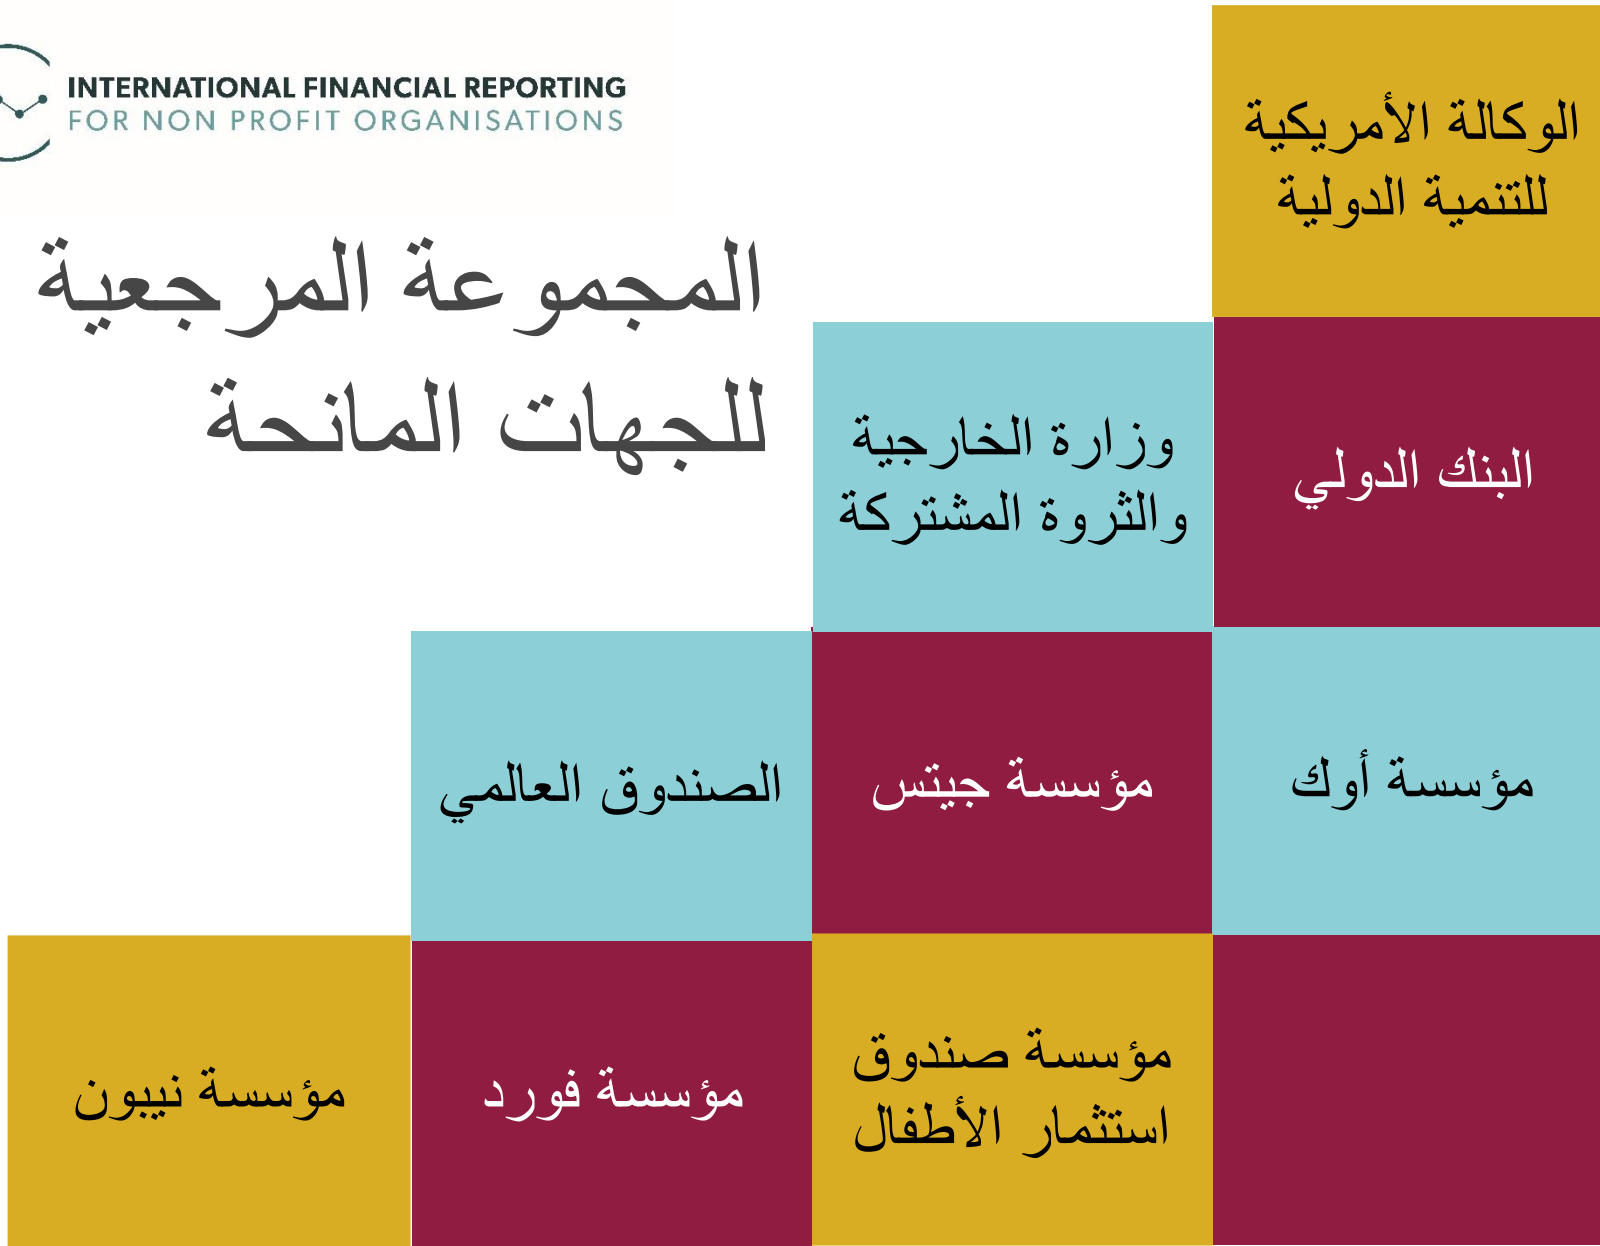 INTERNATIONAL FINANCIAL REPORTING
FOR NON PROFIT ORGANISATIONS
المجموعة المرجعية
للجهات المانحة
الوكالة الأمريكية
للتنمية الدولية
وزارة الخارجية
والثروة المشتركة
البنك الدولي
الصندوق العالمي
مؤسسة جيتس
مؤسسة أوك
مؤسسة نيبون
مؤسسة فورد
مؤسسة صندوق
استثمار الأطفال